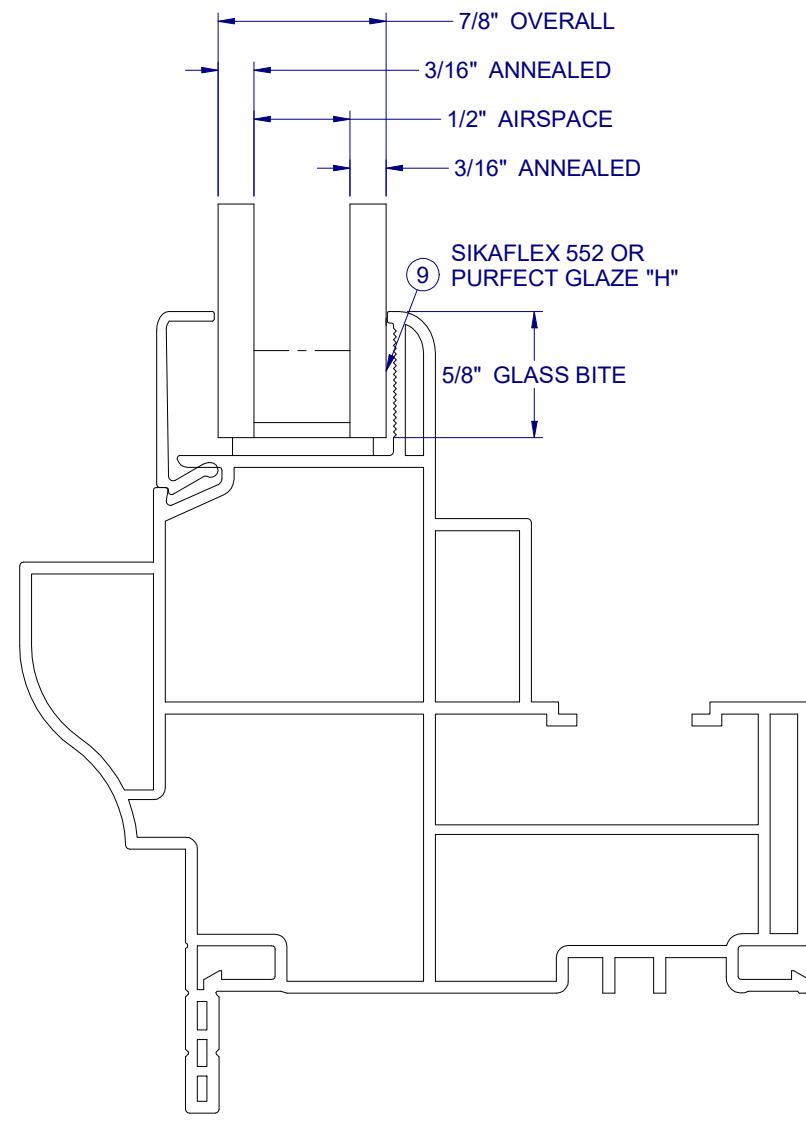 7/8" OVERALL
3/16" ANNEALED
1/2" AIRSPACE
3/16" ANNEALED
SIKAFLEX 552 OR
9 PURFECT GLAZE "H"
5/8" GLASS BITE